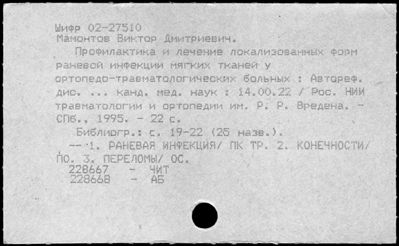 Шифр 02-27510
Мамонтов Виктор Дмитриевич.
Профилактика и лечение локализованных форм
раневой инфекции мягких тканей у
ортопедо-травматологических больных : Автореф.
дис. ... канд. мед. наук : 14.00.22 / Рос. НИИ
травматологии и ортопедии им. Р. Р. Вредена. -
СПб., 1995. - 22 с.
Библиогр.: с. 19-22 (25 назв.).
-- 1. РАНЕВАЯ ИНФЕКЦИЯ/ ПК ТР. 2. КОНЕЧНОСТИ/
ПО. 3. ПЕРЕЛОМЫ/ ОС.
228667 - ЧИТ
228668 - АБ